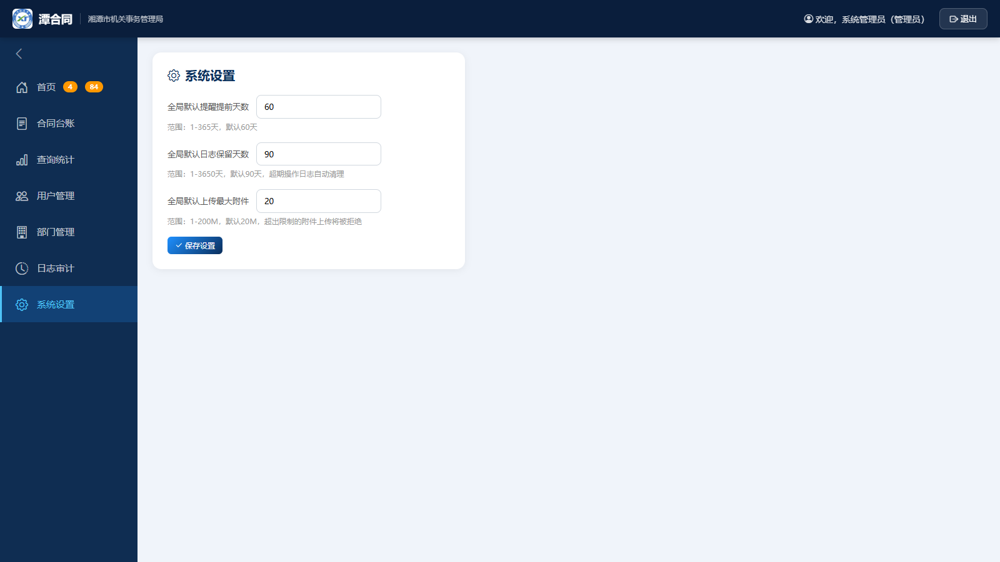 潭合同
湘潭市机关事务管理局
欢迎，系统管理员（管理员）
退出
首页 4 84
合同台账
查询统计
用户管理
部门管理
日志审计
系统设置
系统设置
全局默认提醒提前天数 60
范围：1-365天，默认60天
全局默认日志保留天数 90
范围：1-3650天，默认90天，超期操作日志自动清理
全局默认上传最大附件 20
范围：1-200M，默认20M，超出限制的附件上传将被拒绝
保存设置